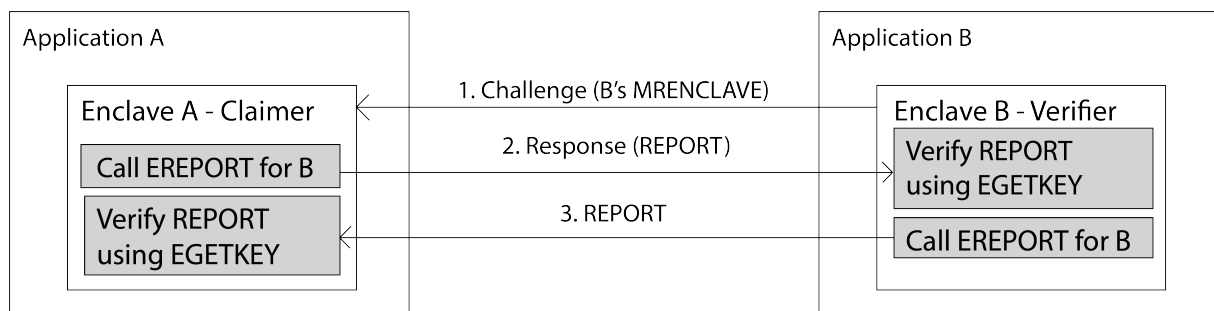 Application A
Enclave A - Claimer
Call EREPORT for B
Verify REPORT
using EGETKEY
1. Challenge (B's MRENCLAVE)
2. Response (REPORT)
3. REPORT
Application B
Enclave B - Verifier
Verify REPORT
using EGETKEY
Call EREPORT for B